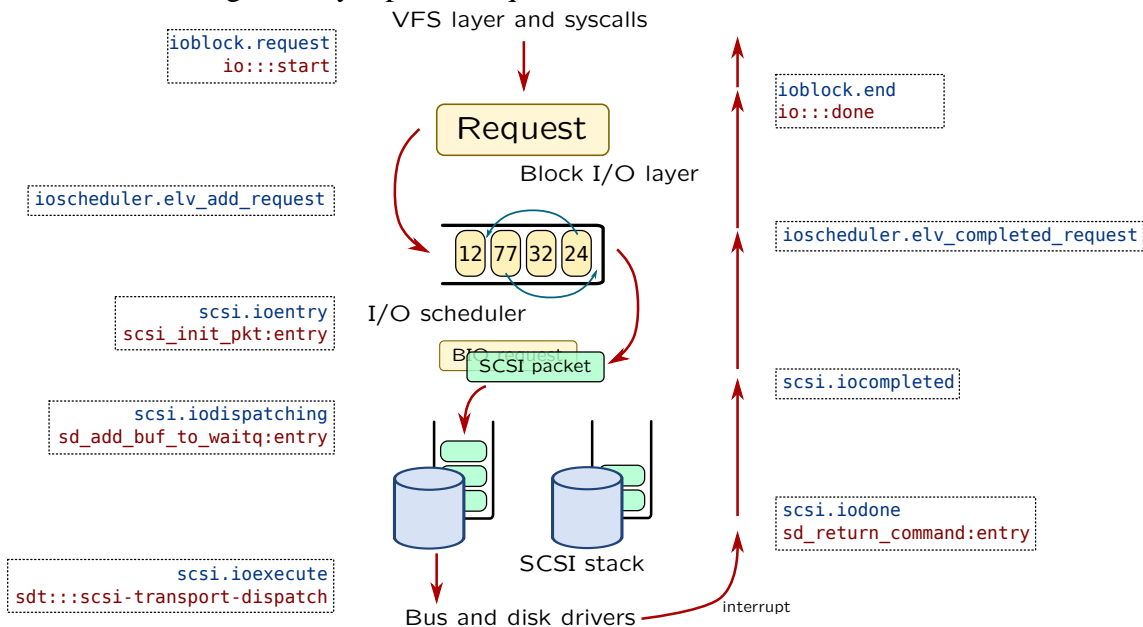 VFS layer and syscalls
ioblock.request
io:::start
ioblock.end
io:::done
Request
Block I/O layer
ioscheduler.elv_add_request
ioscheduler.elv_completed_request
12 77 32 24
I/O scheduler
scsi.ioentry
scsi_init_pkt:entry
BIO request
SCSI packet
scsi.iocompleted
scsi.iodispatching
sd_add_buf_to_waitq:entry
scsi.iodone
sd_return_command:entry
SCSI stack
scsi.ioexecute
sdt:::scsi-transport-dispatch
Bus and disk drivers
interrupt